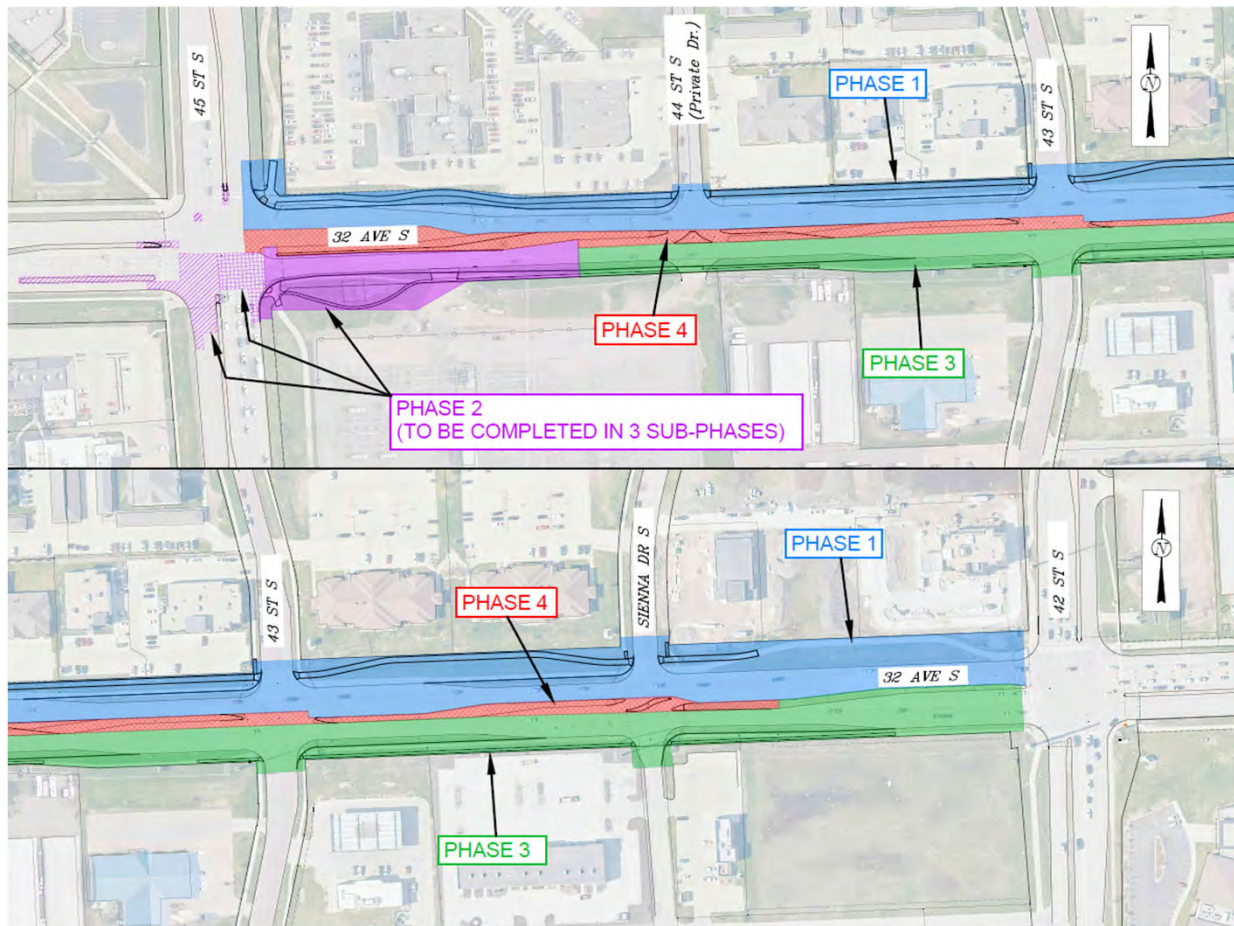 45 ST S
44 ST S
(Private Dr.)
43 ST S
N
PHASE 1
32 AVE S
PHASE 4
PHASE 3
PHASE 2
(TO BE COMPLETED IN 3 SUB-PHASES)
43 ST S
SIENNA DR S
42 ST S
N
PHASE 1
PHASE 4
32 AVE S
PHASE 3